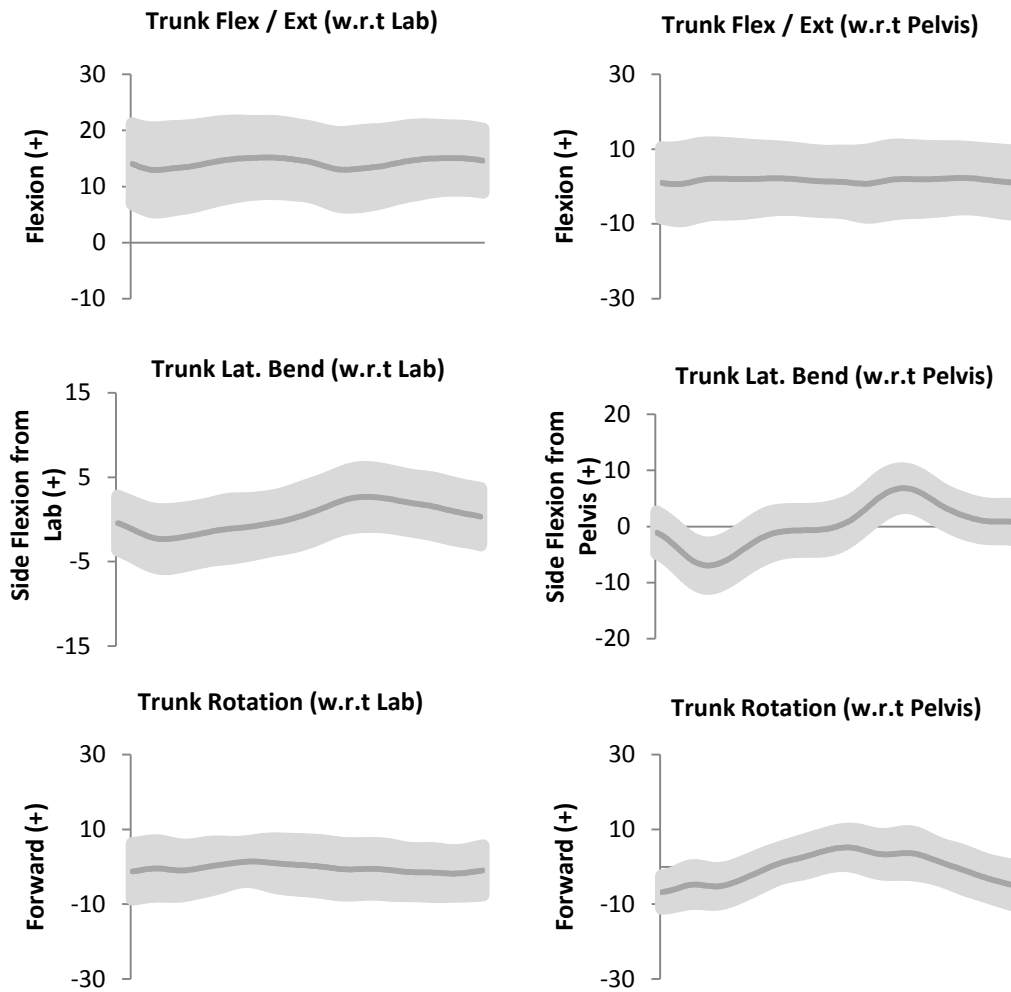 Trunk Flex / Ext (w.r.t Lab)
Flexion (+)
30
20
10
0
-10
Trunk Flex / Ext (w.r.t Pelvis)
Flexion (+)
30
10
-10
-30
Trunk Lat. Bend (w.r.t Lab)
Side Flexion from
Lab (+)
15
5
-5
-15
Trunk Lat. Bend (w.r.t Pelvis)
Side Flexion from
Pelvis (+)
20
10
0
-10
-20
Trunk Rotation (w.r.t Lab)
Forward (+)
30
10
-10
-30
Trunk Rotation (w.r.t Pelvis)
Forward (+)
30
10
-10
-30